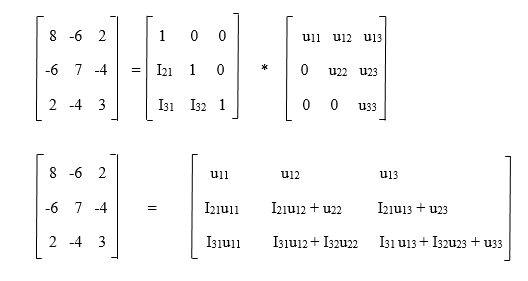 8 -6 2 1 0 0 u11 u12 u13
-6 7 -4 = I21 1 0 * 0 u22 u23
2 -4 3 I31 I32 1 0 0 u33
8 -6 2 u11 u12 u13
-6 7 -4 = I21u11 I21u12 + u22 I21u13 + u23
2 -4 3 I31u11 I31u12 + I32u22 I31 u13 + I32u23 + u33